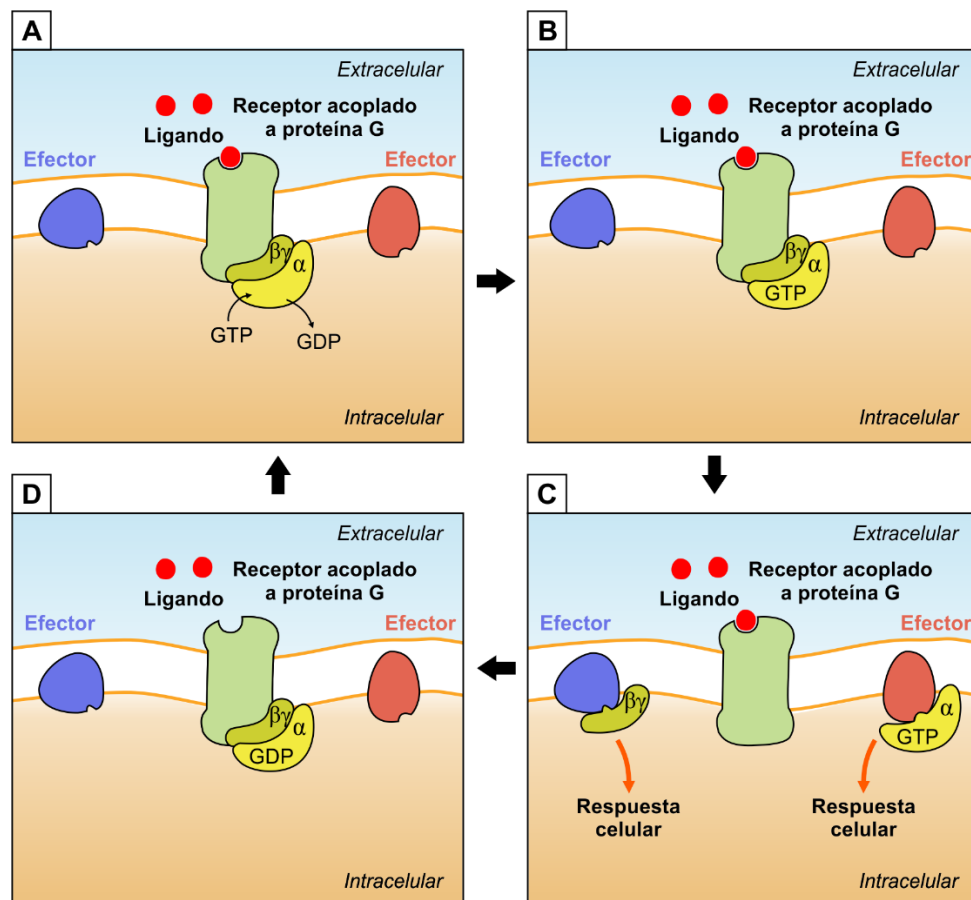 A
Extracelular
Receptor acoplado
a proteína G
Ligando
Efector
Efector
βγ
α
GTP
GDP
Intracelular
B
Extracelular
Receptor acoplado
a proteína G
Ligando
Efector
Efector
βγ
α
GTP
Intracelular
D
Extracelular
Receptor acoplado
a proteína G
Ligando
Efector
Efector
βγ
α
GDP
Intracelular
C
Extracelular
Receptor acoplado
a proteína G
Ligando
Efector
Efector
βγ
α
GTP
Respuesta
celular
Respuesta
celular
Intracelular